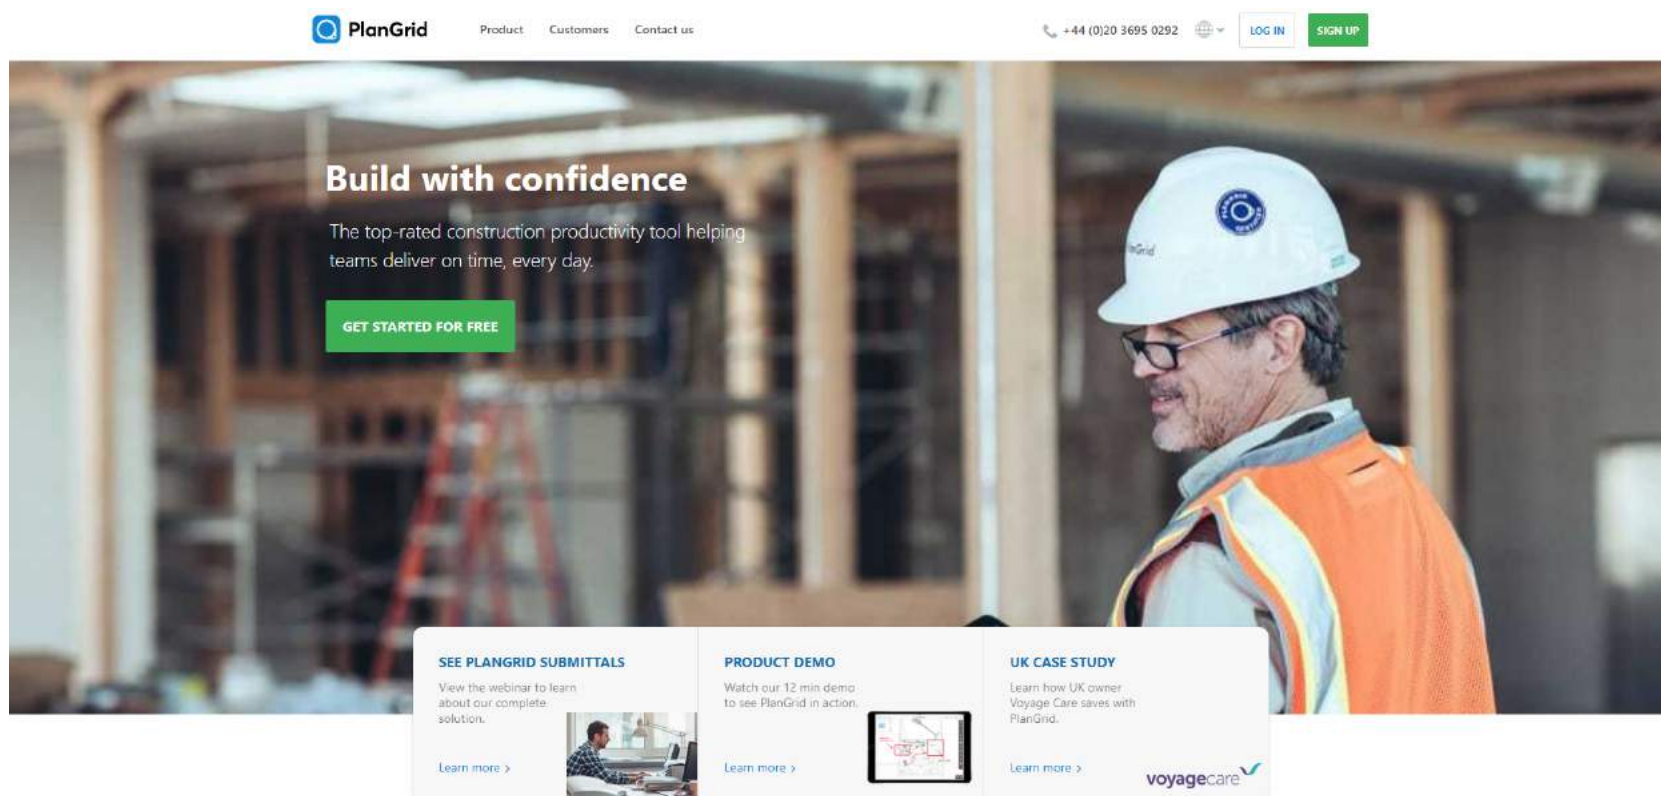 PlanGrid
Product Customers Contact us
+44 (0)20 3695 0292
LOG IN
SIGN UP
Build with confidence
The top-rated construction productivity tool helping
teams deliver on time, every day.
GET STARTED FOR FREE
PLANGRID
SEE PLANGRID SUBMITTALS
View the webinar to learn
about our complete
solution.
Learn more >
PRODUCT DEMO
Watch our 12 min demo
to see PlanGrid in action.
Learn more >
UK CASE STUDY
Learn how UK owner
Voyage Care saves with
PlanGrid.
Learn more >
voyagecare